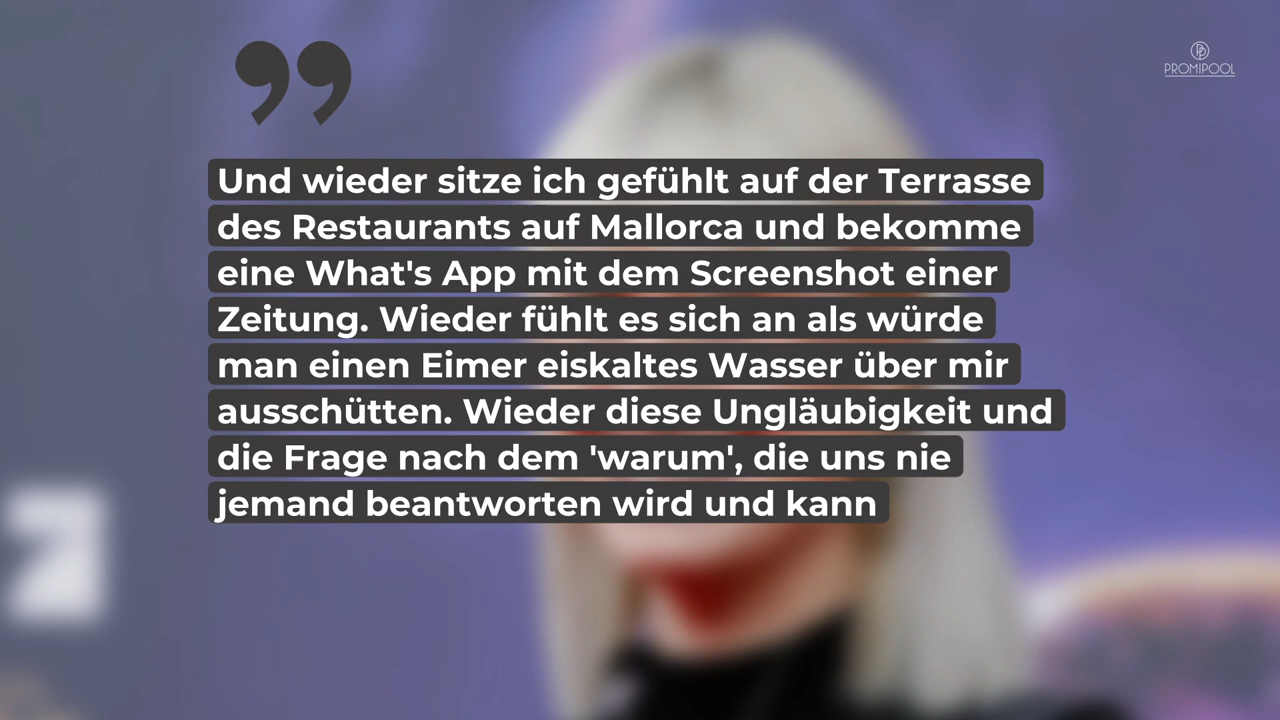 PROMIPOOL
Und wieder sitze ich gefühlt auf der Terrasse
des Restaurants auf Mallorca und bekomme
eine What's App mit dem Screenshot einer
Zeitung. Wieder fühlt es sich an als würde
man einen Eimer eiskaltes Wasser über mir
ausschütten. Wieder diese Ungläubigkeit und
die Frage nach dem 'warum', die uns nie
jemand beantworten wird und kann